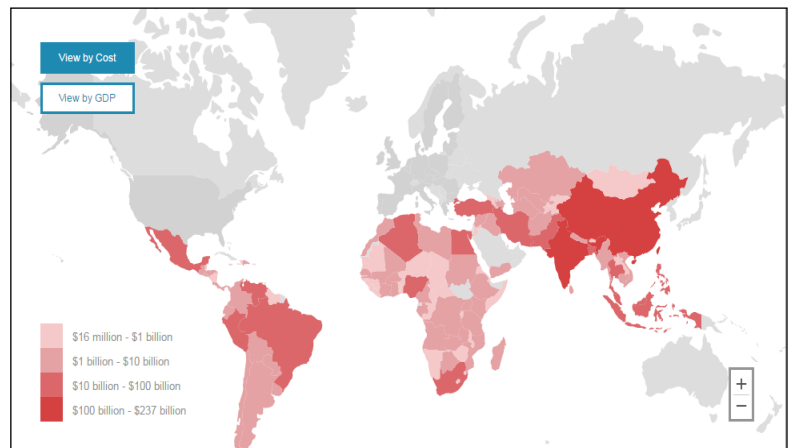 View by Cost
View by GDP
$16 million - $1 billion
$1 billion - $10 billion
$10 billion - $100 billion
$100 billion - $237 billion
+
−